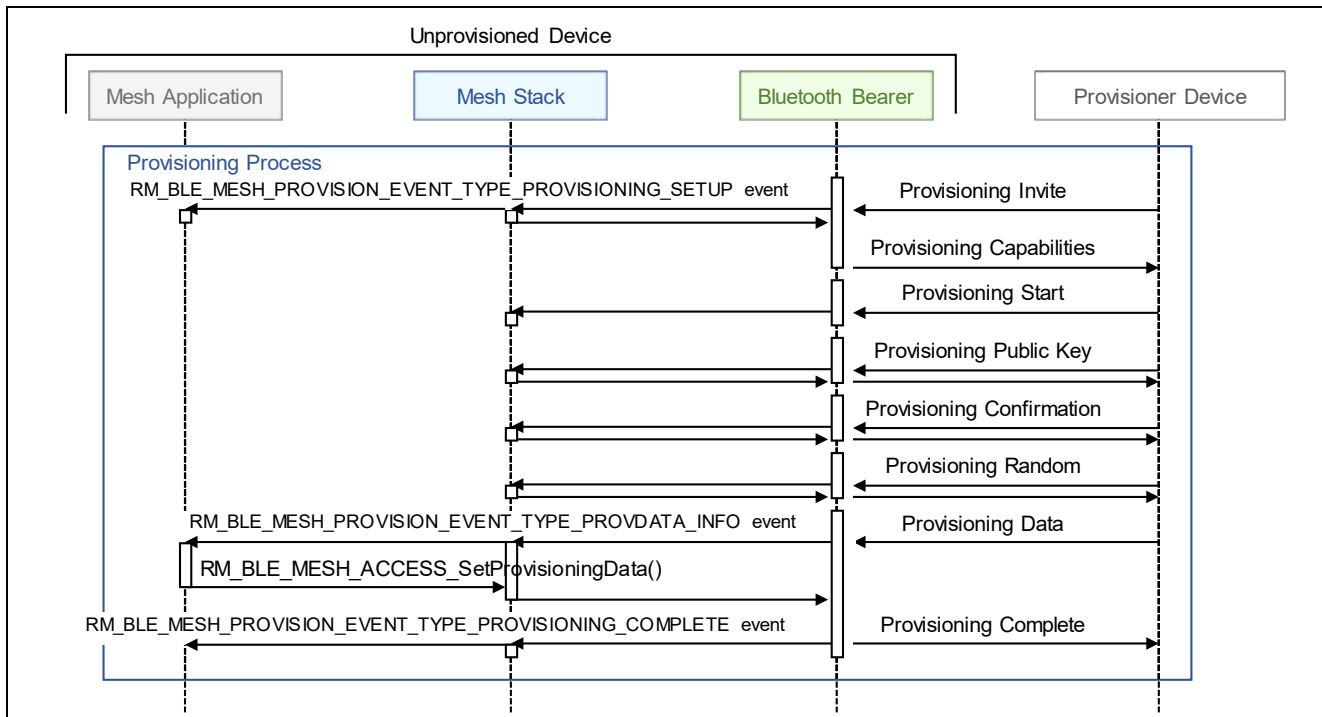 Unprovisioned Device
Mesh Application
Mesh Stack
Bluetooth Bearer
Provisioner Device
Provisioning Process
RM_BLE_MESH_PROVISION_EVENT_TYPE_PROVISIONING_SETUP event
Provisioning Invite
Provisioning Capabilities
Provisioning Start
Provisioning Public Key
Provisioning Confirmation
Provisioning Random
RM_BLE_MESH_PROVISION_EVENT_TYPE_PROVDATA_INFO event
Provisioning Data
RM_BLE_MESH_ACCESS_SetProvisioningData()
RM_BLE_MESH_PROVISION_EVENT_TYPE_PROVISIONING_COMPLETE event
Provisioning Complete